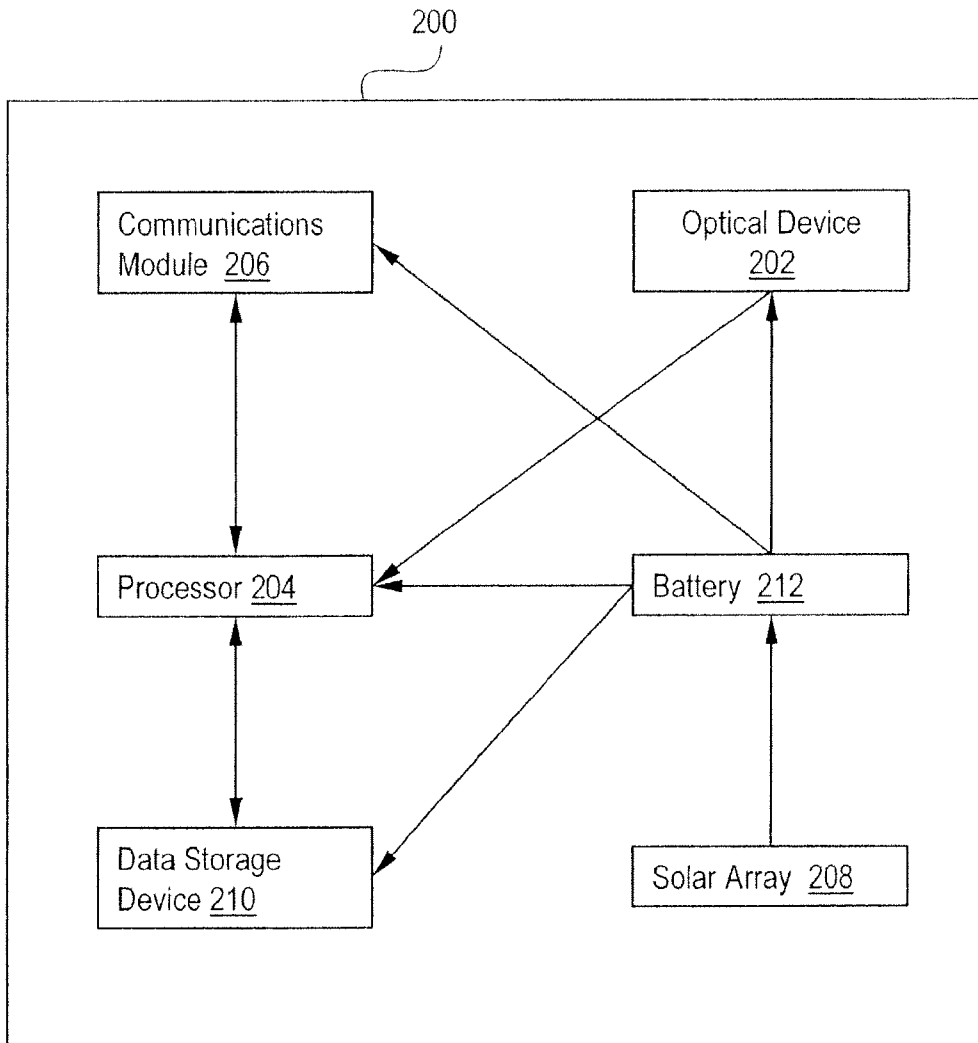 200
Communications
Module 206
Optical Device
202
Processor 204
Battery 212
Data Storage
Device 210
Solar Array 208